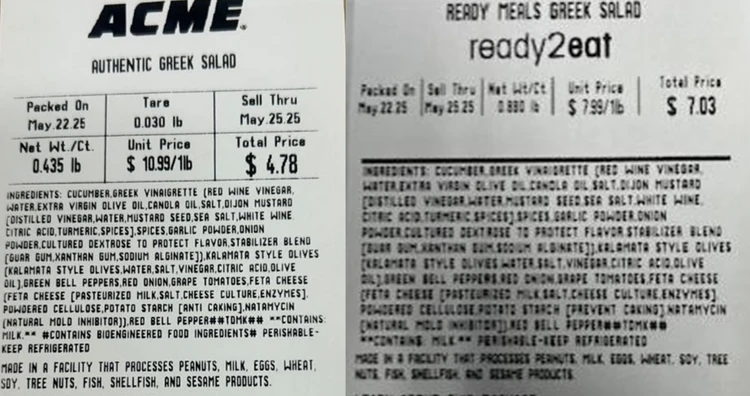 ACME.
AUTHENTIC GREEK SALAD
Packed On Tare Sell Thru
May.22.25 0.030 lb May.25.25
Net Wt./Ct. Unit Price Total Price
0.435 lb $ 10.99/lb $ 4.78
INGREDIENTS: CUCUMBER,GREEK VINAIGRETTE (RED WINE VINEGAR,
WATER,EXTRA VIRGIN OLIVE OIL,CANOLA OIL,SALT,DIJON MUSTARD
[DISTILLED VINEGAR,WATER,MUSTARD SEED,SEA SALT,WHITE WINE,
CITRIC ACID,TURMERIC,SPICES],SPICES,GARLIC POWDER,ONION
POWDER,CULTURED DEXTROSE TO PROTECT FLAVOR,STABILIZER BLEND
[GUAR GUM,XANTHAN GUM,SODIUM ALGINATE]),KALAMATA STYLE OLIVES
(KALAMATA STYLE OLIVES,WATER,SALT,VINEGAR,CITRIC ACID,OLIVE
OIL),GREEN BELL PEPPERS,RED ONION,GRAPE TOMATOES,FETA CHEESE
(FETA CHEESE [PASTEURIZED MILK,SALT,CHEESE CULTURE,ENZYMES],
POWDERED CELLULOSE,POTATO STARCH [ANTI CAKING],NATAMYCIN
[NATURAL MOLD INHIBITOR]),RED BELL PEPPER##TOMK## **CONTAINS:
MILK.** #CONTAINS BIOENGINEERED FOOD INGREDIENTS# PERISHABLE-
KEEP REFRIGERATED
MADE IN A FACILITY THAT PROCESSES PEANUTS, MILK, EGGS, WHEAT,
SOY, TREE NUTS, FISH, SHELLFISH, AND SESAME PRODUCTS.
READY MEALS GREEK SALAD
ready2eat
Packed On Sell Thru Net Wt/Ct Unit Price Total Price
May.22.25 May.25.25 0.880 lb $ 7.99/lb $ 7.03
INGREDIENTS: CUCUMBER,GREEK VINAIGRETTE (RED WINE VINEGAR,
WATER,EXTRA VIRGIN OLIVE OIL,CANOLA OIL,SALT,DIJON MUSTARD
[DISTILLED VINEGAR,WATER,MUSTARD SEED,SEA SALT,WHITE WINE,
CITRIC ACID,TURMERIC,SPICES],SPICES,GARLIC POWDER,ONION
POWDER,CULTURED DEXTROSE TO PROTECT FLAVOR,STABILIZER BLEND
[GUAR GUM,XANTHAN GUM,SODIUM ALGINATE]),KALAMATA STYLE OLIVES
(KALAMATA STYLE OLIVES,WATER,SALT,VINEGAR,CITRIC ACID,OLIVE
OIL),GREEN BELL PEPPERS,RED ONION,GRAPE TOMATOES,FETA CHEESE
(FETA CHEESE [PASTEURIZED MILK,SALT,CHEESE CULTURE,ENZYMES],
POWDERED CELLULOSE,POTATO STARCH [PREVENT CAKING],NATAMYCIN
[NATURAL MOLD INHIBITOR]),RED BELL PEPPER##TOMK##
**CONTAINS: MILK.** PERISHABLE-KEEP REFRIGERATED
MADE IN A FACILITY THAT PROCESSES PEANUTS, MILK, EGGS, WHEAT, SOY, TREE
NUTS, FISH, SHELLFISH, AND SESAME PRODUCTS.